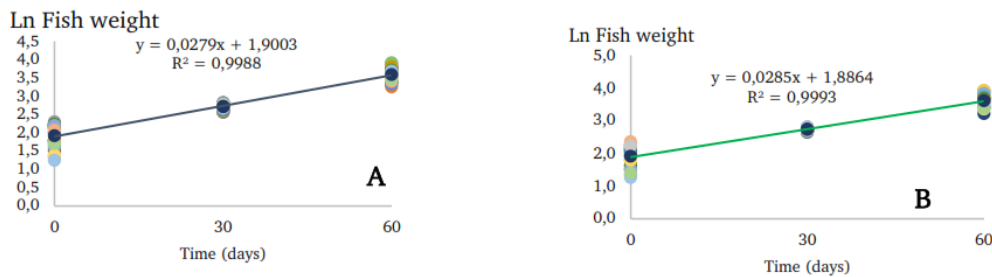 Ln Fish weight
4,5
4,0
3,5
3,0
2,5
2,0
1,5
1,0
0,5
0,0
y = 0,0279x + 1,9003
R² = 0,9988
A
0
30
60
Time (days)
Ln Fish weight
5,0
4,0
3,0
2,0
1,0
0,0
y = 0,0285x + 1,8864
R² = 0,9993
B
0
30
60
Time (days)